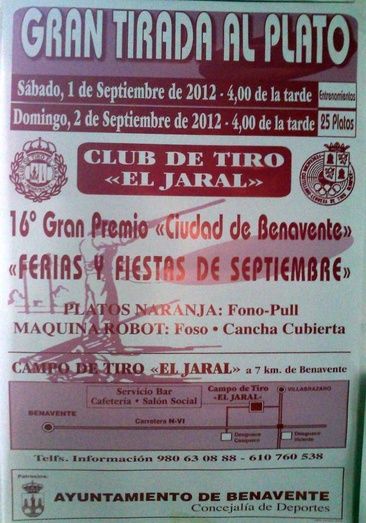 GRAN TIRADA AL PLATO
Sábado, 1 de Septiembre de 2012 - 4,00 de la tarde Entrenamientos
Domingo, 2 de Septiembre de 2012 - 4,00 de la tarde 25 Platos
CLUB DE TIRO
«EL JARAL»
16º Gran Premio «Ciudad de Benavente»
«FERIAS Y FIESTAS DE SEPTIEMBRE»
PLATOS NARANJA: Fono-Pull
MAQUINA ROBOT: Foso • Cancha Cubierta
CAMPO DE TIRO «EL JARAL» a 7 km. de Benavente
Servicio Bar
Cafetería • Salón Social
Campo de Tiro
«EL JARAL»
VILLABRAZARO
BENAVENTE
Carretera N-VI
Desguace
Desguace
Telfs. Información 980 63 08 88 - 610 760 538
Patrocina:
AYUNTAMIENTO DE BENAVENTE
Concejalía de Deportes